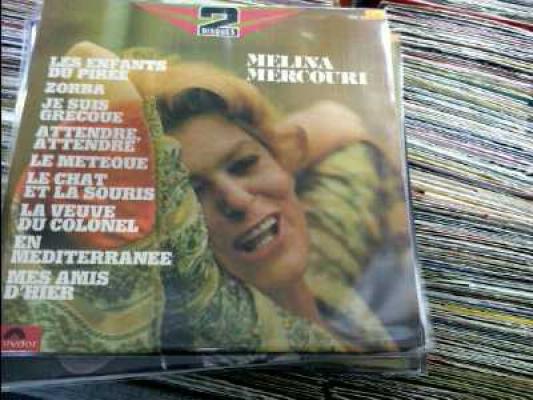 2
DISQUES
MELINA
MERCOURI
LES ENFANTS
DU PIREE
ZORBA
JE SUIS
GRECQUE
ATTENDRE,
ATTENDRE
LE METEQUE
LE CHAT
ET LA SOURIS
LA VEUVE
DU COLONEL
EN
MEDITERRANEE
MES AMIS
D'HIER
polydor